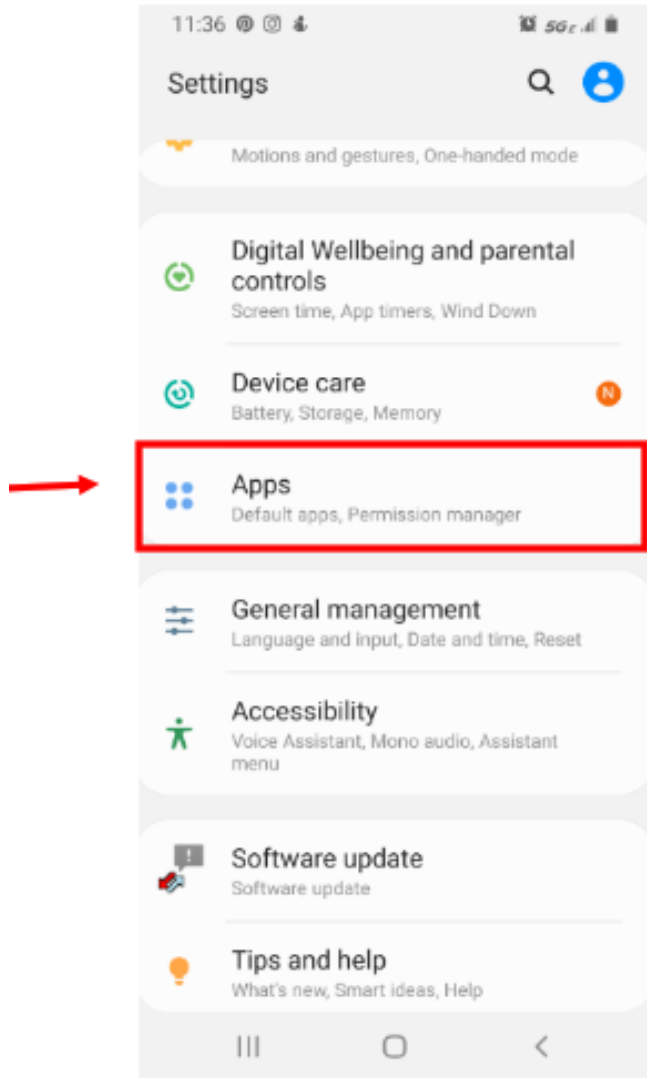 11:36 5G E
Settings
Motions and gestures, One-handed mode
Digital Wellbeing and parental
controls
Screen time, App timers, Wind Down
Device care
N
Battery, Storage, Memory
Apps
Default apps, Permission manager
General management
Language and input, Date and time, Reset
Accessibility
Voice Assistant, Mono audio, Assistant
menu
Software update
Software update
Tips and help
What's new, Smart ideas, Help